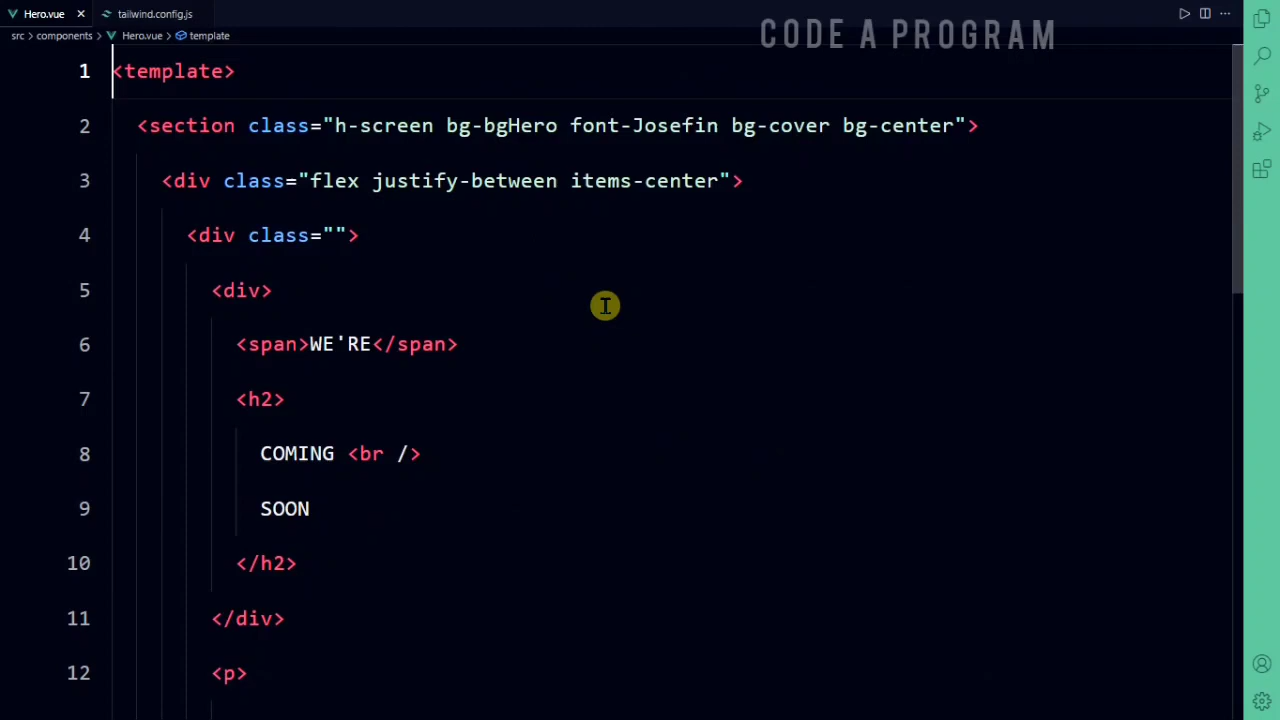 Hero.vue
tailwind.config.js
src > components > Hero.vue > template
CODE A PROGRAM
1 <template>
2 <section class="h-screen bg-bgHero font-Josefin bg-cover bg-center">
3 <div class="flex justify-between items-center">
4 <div class="">
5 <div>
6 <span>WE'RE</span>
7 <h2>
8 COMING <br />
9 SOON
10 </h2>
11 </div>
12 <p>